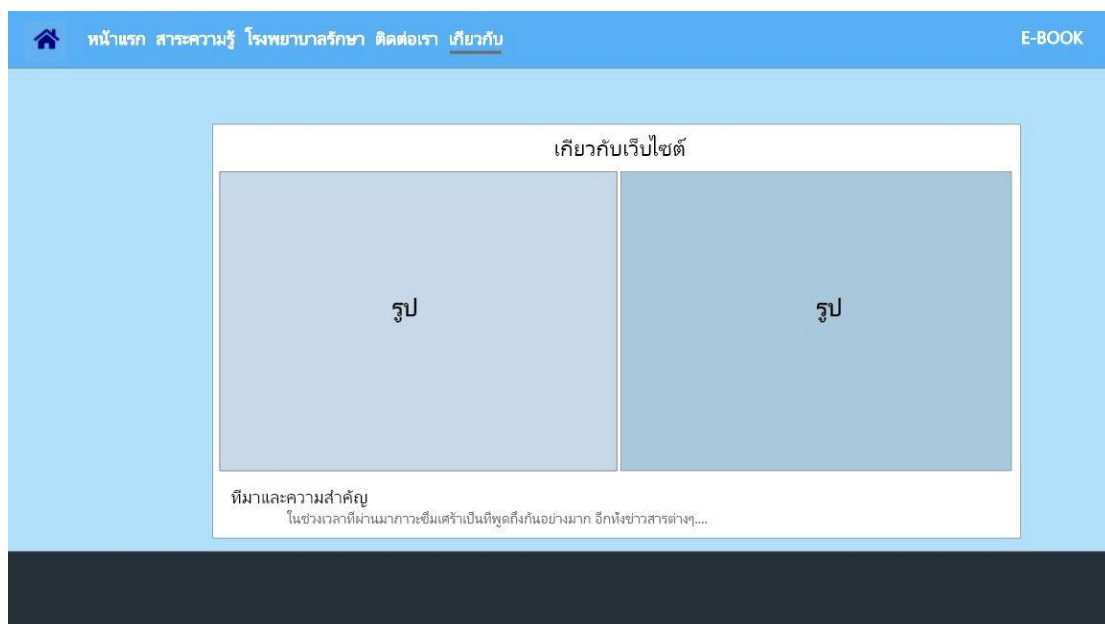 หน้าแรก สาระความรู้ โรงพยาบาลรักษา ติดต่อเรา เกี่ยวกับ E-BOOK
เกี่ยวกับเว็บไซต์
รูป รูป
ที่มาและความสำคัญ
ในช่วงเวลาที่ผ่านมาภาวะซึมเศร้าเป็นที่พูดถึงกันอย่างมาก อีกทั้งข่าวสารต่างๆ....